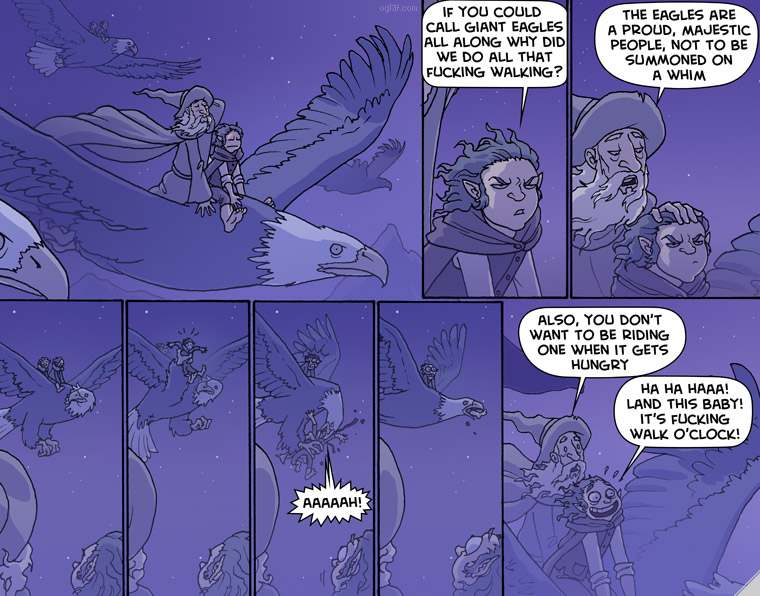 oglaf.com
IF YOU COULD
CALL GIANT EAGLES
ALL ALONG WHY DID
WE DO ALL THAT
FUCKING WALKING?
THE EAGLES ARE
A PROUD, MAJESTIC
PEOPLE, NOT TO BE
SUMMONED ON
A WHIM
AAAAAH!
ALSO, YOU DON'T
WANT TO BE RIDING
ONE WHEN IT GETS
HUNGRY
HA HA HAAA!
LAND THIS BABY!
IT'S FUCKING
WALK O'CLOCK!